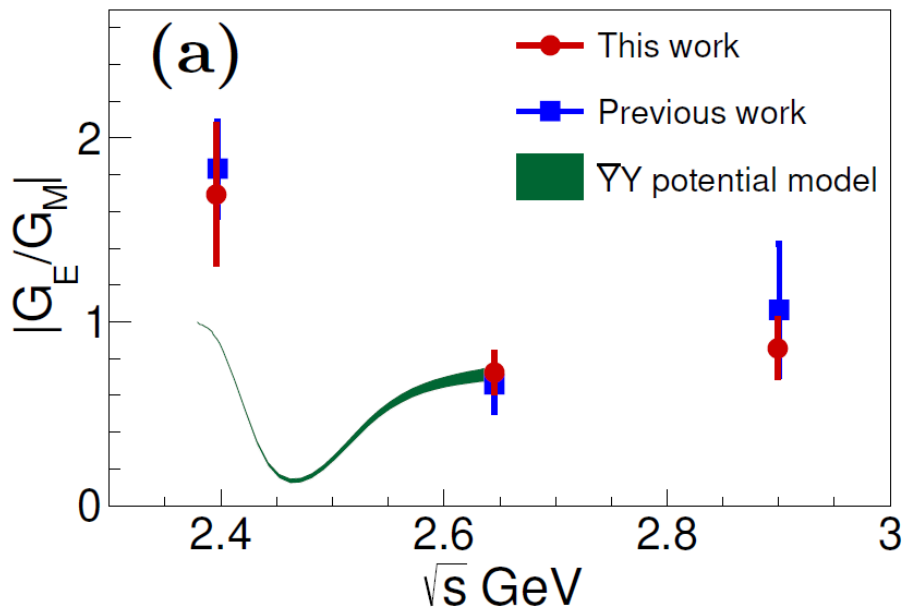 (a)
This work
Previous work
Y̅Y potential model
|G_E/G_M|
2
1
0
2.4
2.6
2.8
3
√s GeV